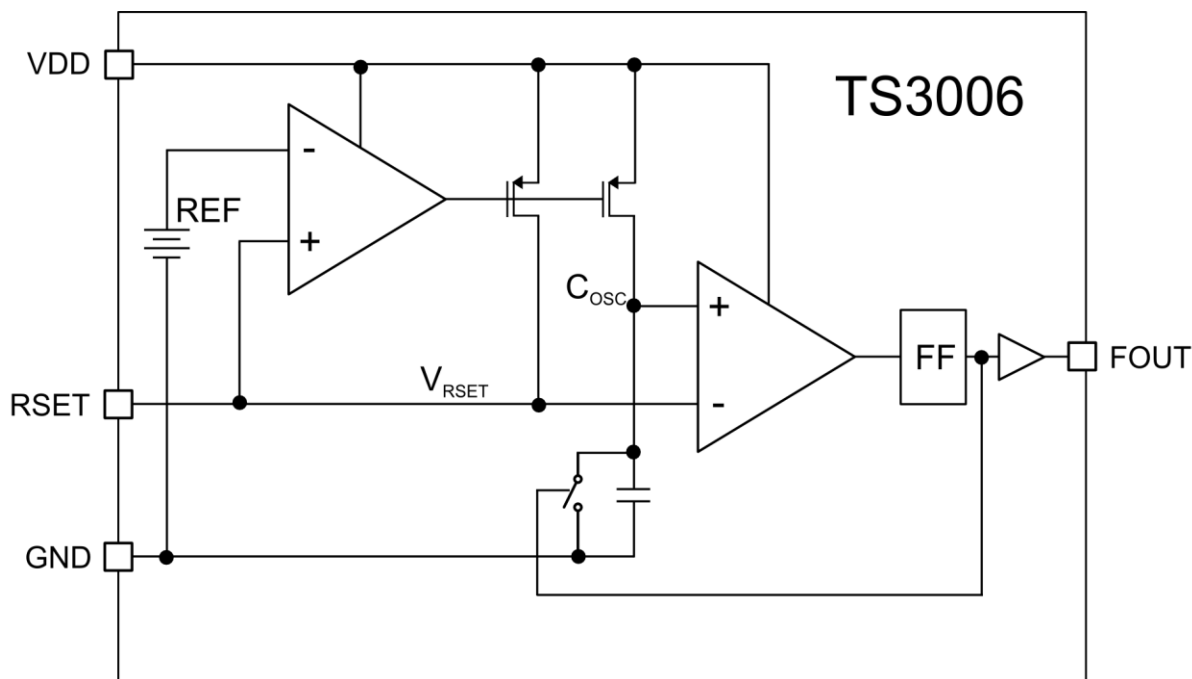 VDD
TS3006
-
REF
+
C_OSC
+
FF
FOUT
V_RSET
RSET
-
GND